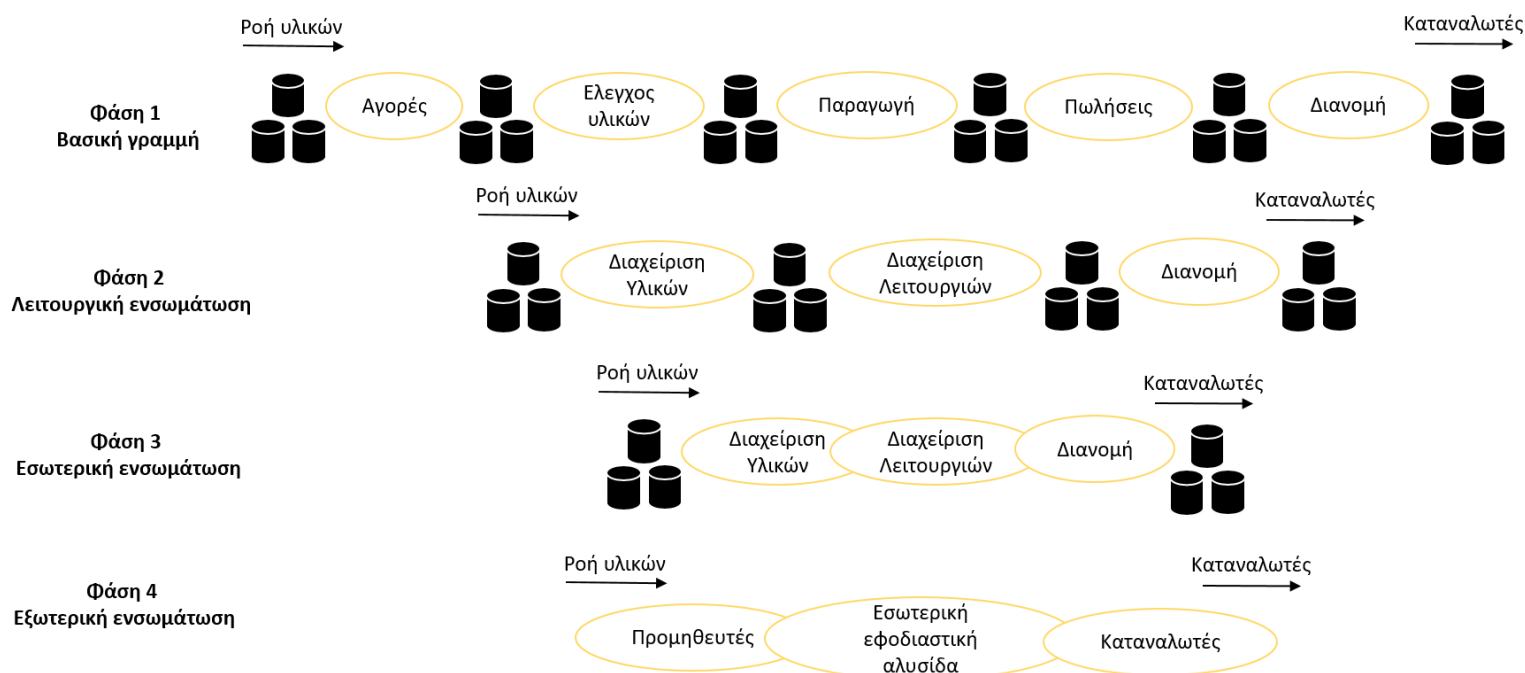 Ροή υλικών
Καταναλωτές
Φάση 1
Βασική γραμμή
Αγορές
Ελεγχος
υλικών
Παραγωγή
Πωλήσεις
Διανομή
Ροή υλικών
Καταναλωτές
Φάση 2
Λειτουργική ενσωμάτωση
Διαχείριση
Υλικών
Διαχείριση
Λειτουργιών
Διανομή
Ροή υλικών
Καταναλωτές
Φάση 3
Εσωτερική ενσωμάτωση
Διαχείριση
Υλικών
Διαχείριση
Λειτουργιών
Διανομή
Ροή υλικών
Καταναλωτές
Φάση 4
Εξωτερική ενσωμάτωση
Προμηθευτές
Εσωτερική
εφοδιαστική
αλυσίδα
Καταναλωτές